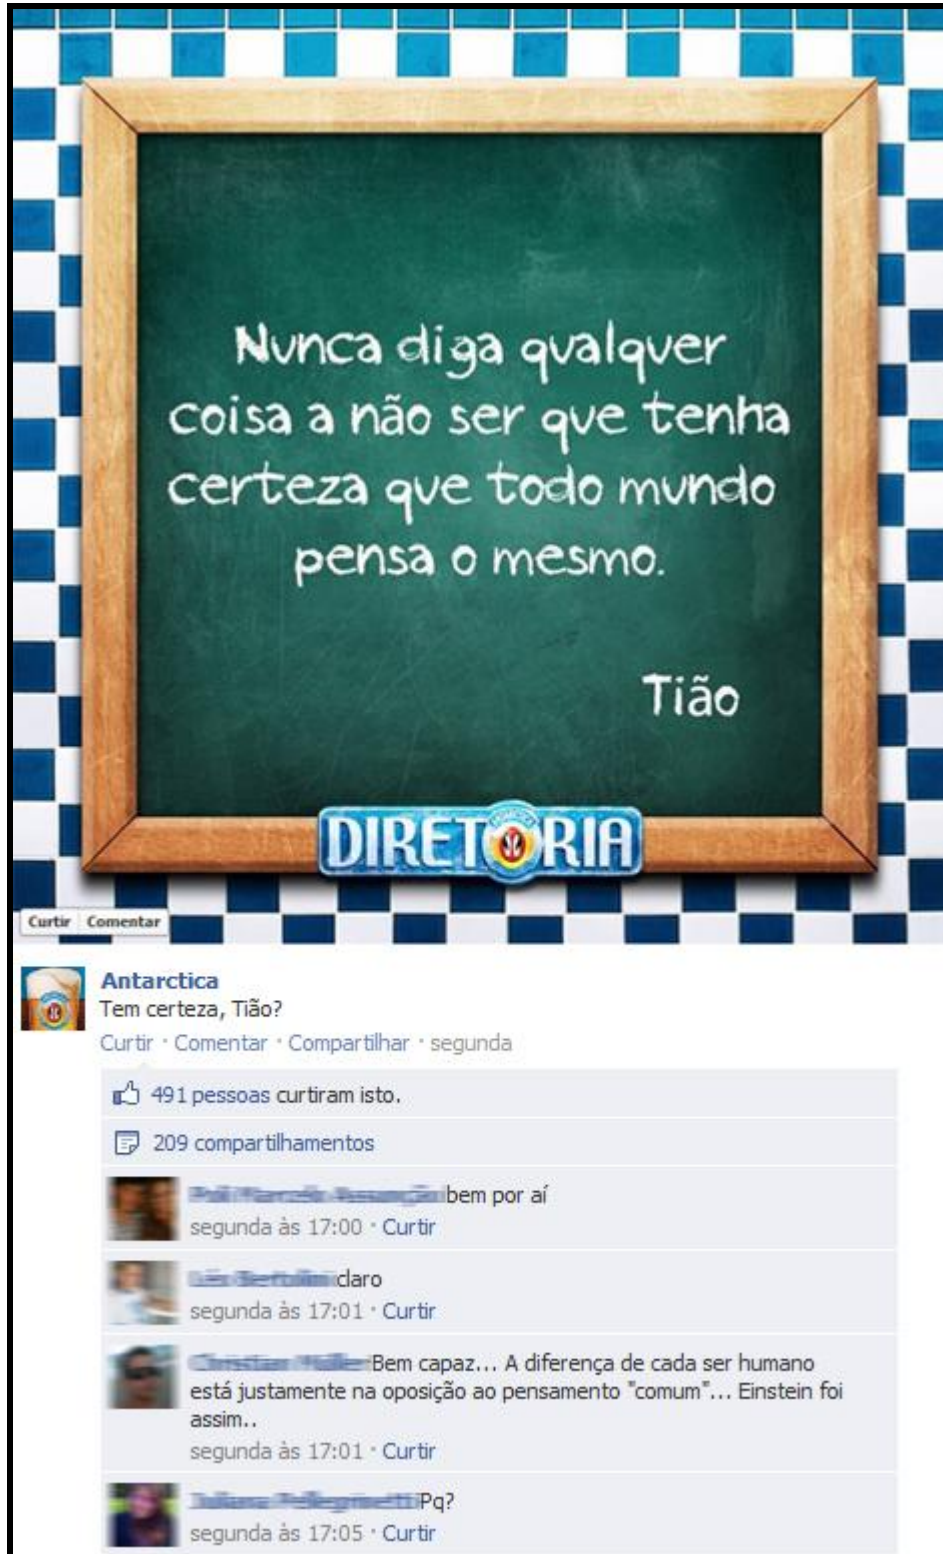 Nunca diga qualquer
coisa a não ser que tenha
certeza que todo mundo
pensa o mesmo.
Tião
DIRETORIA
Curtir Comentar
Antarctica
Tem certeza, Tião?
Curtir · Comentar · Compartilhar · segunda
491 pessoas curtiram isto.
209 compartilhamentos
bem por aí
segunda às 17:00 · Curtir
claro
segunda às 17:01 · Curtir
Bem capaz... A diferença de cada ser humano
está justamente na oposição ao pensamento "comum"... Einstein foi
assim..
segunda às 17:01 · Curtir
Pq?
segunda às 17:05 · Curtir